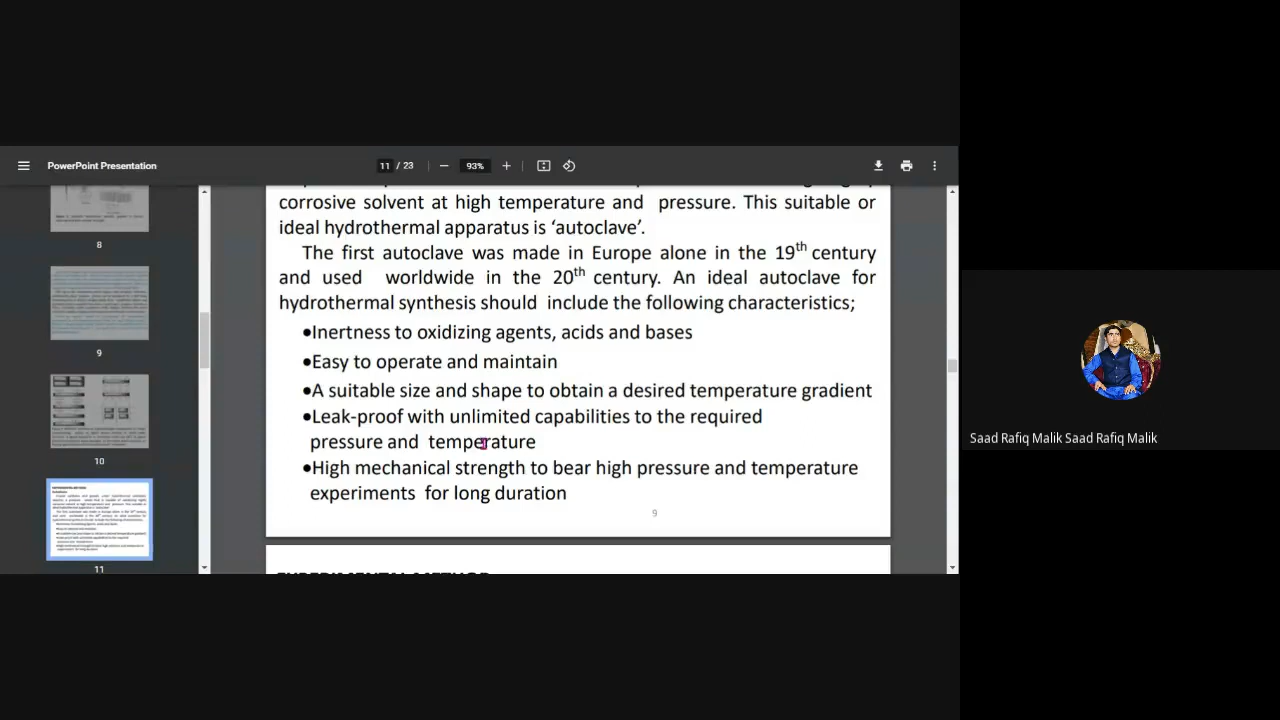 PowerPoint Presentation
11 / 23
93%
corrosive solvent at high temperature and pressure. This suitable or
ideal hydrothermal apparatus is ‘autoclave’.
The first autoclave was made in Europe alone in the 19th century
and used worldwide in the 20th century. An ideal autoclave for
hydrothermal synthesis should include the following characteristics;
•Inertness to oxidizing agents, acids and bases
•Easy to operate and maintain
•A suitable size and shape to obtain a desired temperature gradient
•Leak-proof with unlimited capabilities to the required
pressure and temperature
•High mechanical strength to bear high pressure and temperature
experiments for long duration
9
8
9
10
11
Saad Rafiq Malik Saad Rafiq Malik